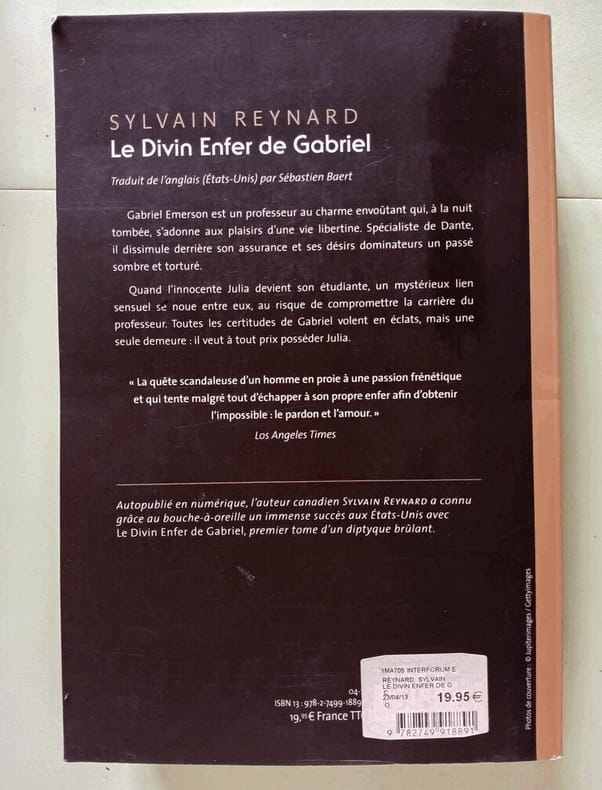 SYLVAIN REYNARD
Le Divin Enfer de Gabriel
Traduit de l'anglais (États-Unis) par Sébastien Baert
Gabriel Emerson est un professeur au charme envoûtant qui, à la nuit
tombée, s'adonne aux plaisirs d'une vie libertine. Spécialiste de Dante,
il dissimule derrière son assurance et ses désirs dominateurs un passé
sombre et torturé.
Quand l'innocente Julia devient son étudiante, un mystérieux lien
sensuel se noue entre eux, au risque de compromettre la carrière du
professeur. Toutes les certitudes de Gabriel volent en éclats, mais une
seule demeure : il veut à tout prix posséder Julia.
« La quête scandaleuse d'un homme en proie à une passion frénétique
et qui tente malgré tout d'échapper à son propre enfer afin d'obtenir
l'impossible : le pardon et l'amour. »
Los Angeles Times
Autopublié en numérique, l'auteur canadien SYLVAIN REYNARD a connu
grâce au bouche-à-oreille un immense succès aux États-Unis avec
Le Divin Enfer de Gabriel, premier tome d'un diptyque brûlant.
04-
ISBN 13 : 978-2-7499-1889
19,95 € France TTC
1MA705 INTERFORUM E
REYNARD, SYLVAIN
LE DIVIN ENFER DE G
C
23/04/13
O
19.95 €
9 782749 918891
Photos de couverture : © Jupiterimages / Gettyimages